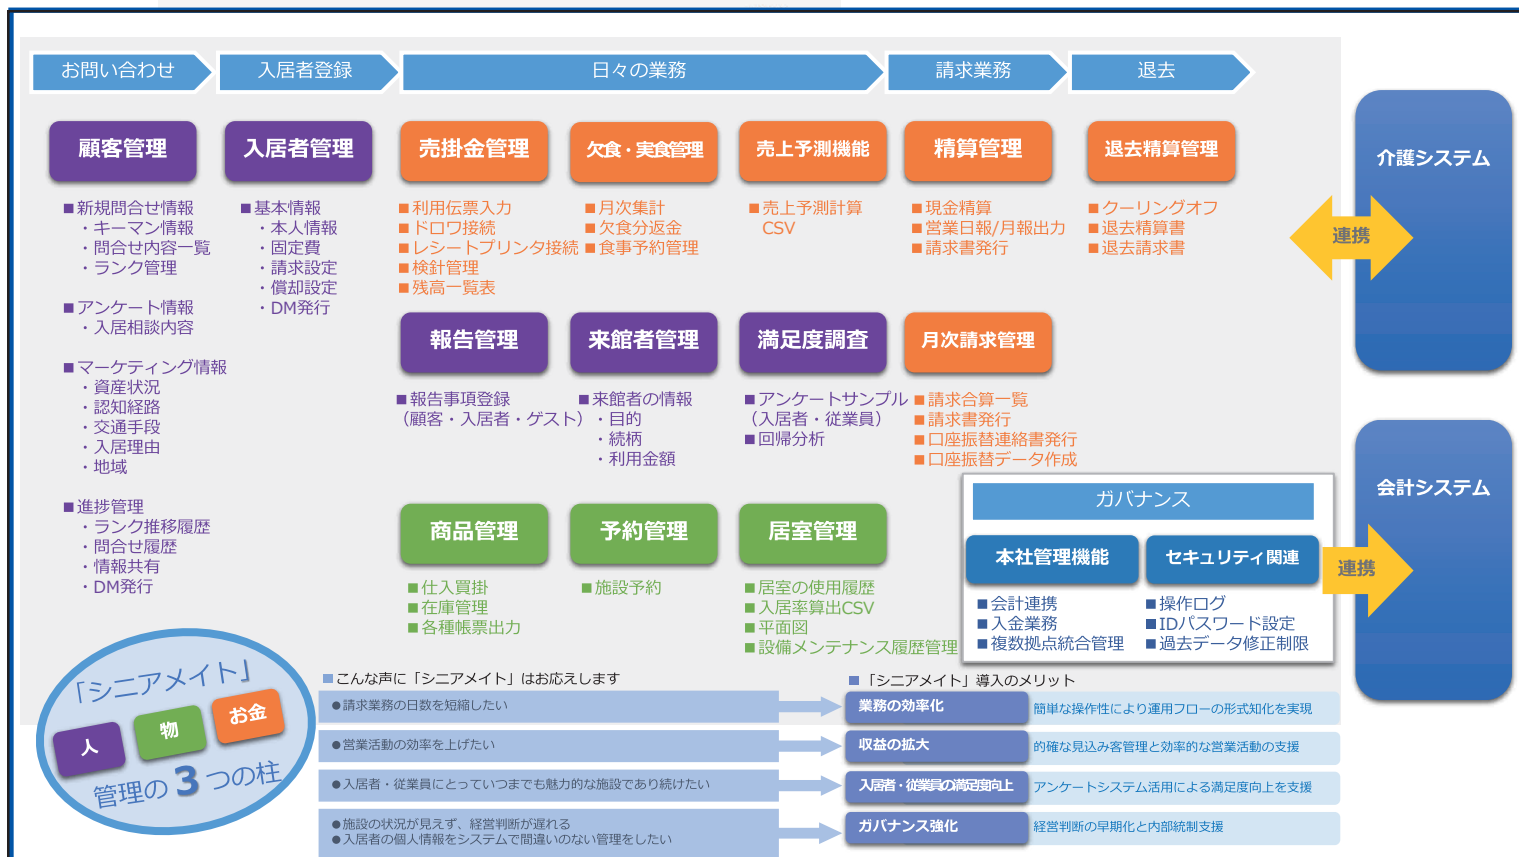 お問い合わせ
入居者登録
日々の業務
請求業務
退去
顧客管理
■新規問合せ情報
・キーマン情報
・問合せ内容一覧
・ランク管理
■アンケート情報
・入居相談内容
■マーケティング情報
・資産状況
・認知経路
・交通手段
・入居理由
・地域
■進捗管理
・ランク推移履歴
・問合せ履歴
・情報共有
・DM発行
入居者管理
■基本情報
・本人情報
・固定費
・請求設定
・償却設定
・DM発行
売掛金管理
■利用伝票入力
■ドロワ接続
■レシートプリンタ接続
■検針管理
■残高一覧表
欠食・実食管理
■月次集計
■欠食分返金
■食事予約管理
売上予測機能
■売上予測計算
CSV
精算管理
■現金精算
■営業日報/月報出力
■請求書発行
退去精算管理
■クーリングオフ
■退去精算書
■退去請求書
報告管理
■報告事項登録
（顧客・入居者・ゲスト）
来館者管理
■来館者の情報
・目的
・続柄
・利用金額
満足度調査
■アンケートサンプル
（入居者・従業員）
■回帰分析
月次請求管理
■請求合算一覧
■請求書発行
■口座振替連絡書発行
■口座振替データ作成
商品管理
■仕入買掛
■在庫管理
■各種帳票出力
予約管理
■施設予約
居室管理
■居室の使用履歴
■入居率算出CSV
■平面図
■設備メンテナンス履歴管理
ガバナンス
本社管理機能
■会計連携
■入金業務
■複数拠点統合管理
セキュリティ関連
■操作ログ
■IDパスワード設定
■過去データ修正制限
介護システム
連携
会計システム
連携
「シニアメイト」
人
物
お金
管理の３つの柱
■こんな声に「シニアメイト」はお応えします
●請求業務の日数を短縮したい
●営業活動の効率を上げたい
●入居者・従業員にとっていつまでも魅力的な施設であり続けたい
●施設の状況が見えず、経営判断が遅れる
●入居者の個人情報をシステムで間違いのない管理をしたい
■「シニアメイト」導入のメリット
業務の効率化
簡単な操作性により運用フローの形式知化を実現
収益の拡大
的確な見込み客管理と効率的な営業活動の支援
入居者・従業員の満足度向上
アンケートシステム活用による満足度向上を支援
ガバナンス強化
経営判断の早期化と内部統制支援